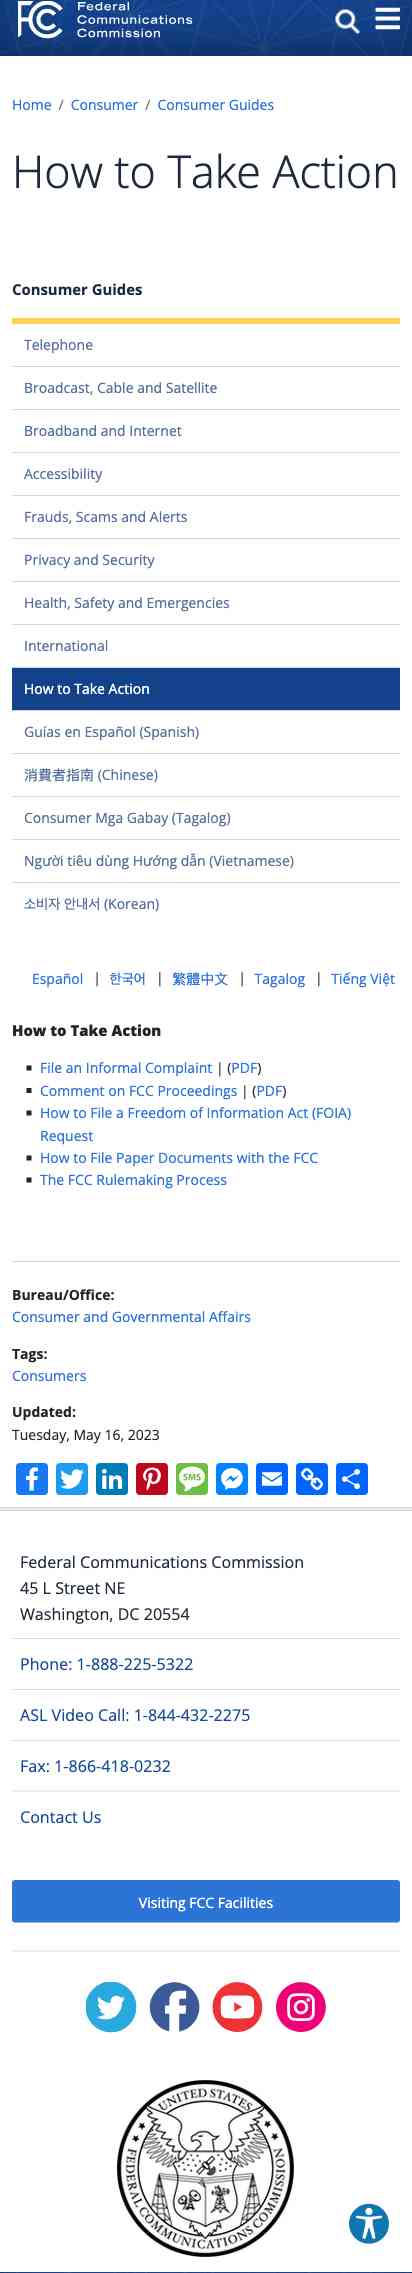 Federal
Communications
Commission
Home / Consumer / Consumer Guides
How to Take Action
Consumer Guides
Telephone
Broadcast, Cable and Satellite
Broadband and Internet
Accessibility
Frauds, Scams and Alerts
Privacy and Security
Health, Safety and Emergencies
International
How to Take Action
Guías en Español (Spanish)
消費者指南 (Chinese)
Consumer Mga Gabay (Tagalog)
Người tiêu dùng Hướng dẫn (Vietnamese)
소비자 안내서 (Korean)
Español | 한국어 | 繁體中文 | Tagalog | Tiếng Việt
How to Take Action
File an Informal Complaint | (PDF)
Comment on FCC Proceedings | (PDF)
How to File a Freedom of Information Act (FOIA)
Request
How to File Paper Documents with the FCC
The FCC Rulemaking Process
Bureau/Office:
Consumer and Governmental Affairs
Tags:
Consumers
Updated:
Tuesday, May 16, 2023
SMS
Federal Communications Commission
45 L Street NE
Washington, DC 20554
Phone: 1-888-225-5322
ASL Video Call: 1-844-432-2275
Fax: 1-866-418-0232
Contact Us
Visiting FCC Facilities
UNITED STATES
FEDERAL COMMUNICATIONS COMMISSION